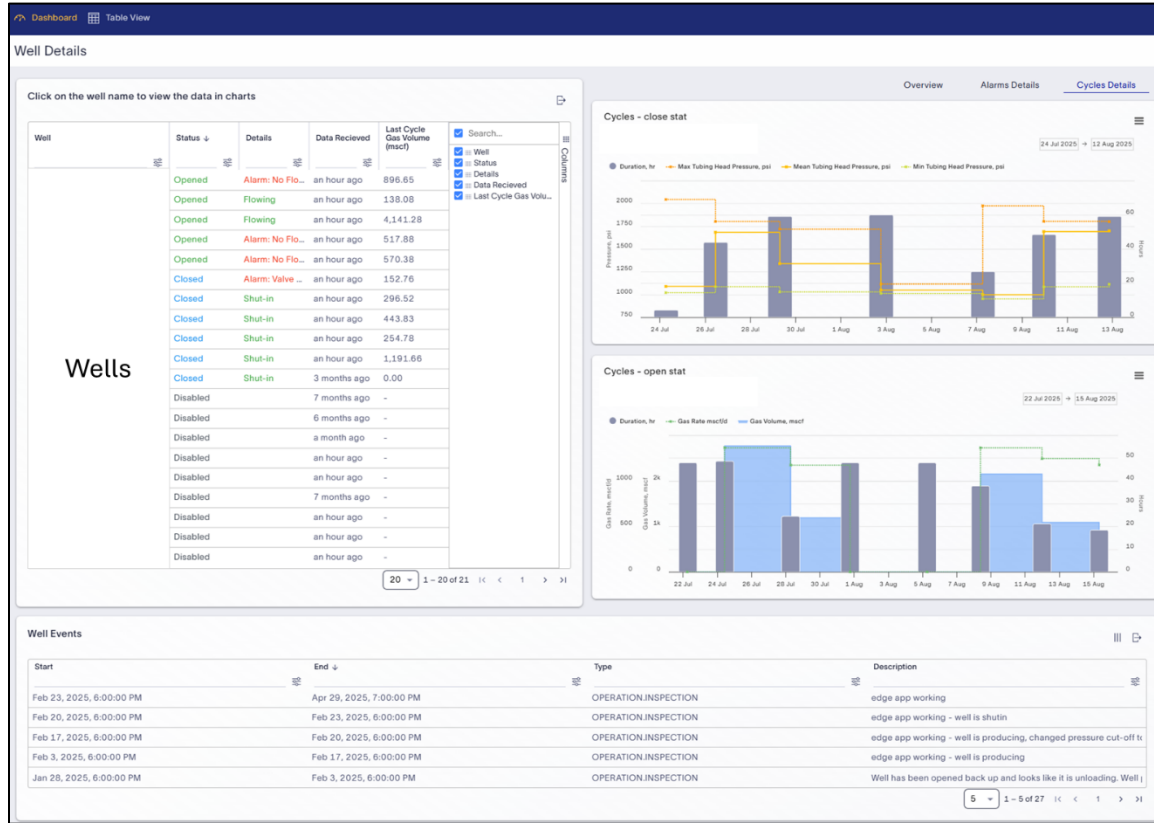 Dashboard Table View
Well Details
Click on the well name to view the data in charts
Well Status ↓ Details Data Recieved Last Cycle Gas Volume (mscf)
Opened Alarm: No Flo... an hour ago 896.65
Opened Flowing an hour ago 138.08
Opened Flowing an hour ago 4,141.28
Opened Alarm: No Flo... an hour ago 517.88
Opened Alarm: No Flo... an hour ago 570.38
Closed Alarm: Valve ... an hour ago 152.76
Closed Shut-in an hour ago 296.52
Closed Shut-in an hour ago 443.83
Closed Shut-in an hour ago 254.78
Closed Shut-in an hour ago 1,191.66
Closed Shut-in 3 months ago 0.00
Disabled 7 months ago -
Disabled 6 months ago -
Disabled a month ago -
Disabled an hour ago -
Disabled an hour ago -
Disabled 7 months ago -
Disabled an hour ago -
Disabled an hour ago -
Disabled an hour ago -
Wells
Search...
Well
Status
Details
Data Recieved
Last Cycle Gas Volu...
Columns
20 1 – 20 of 21 1
Overview Alarms Details Cycles Details
Cycles - close stat
24 Jul 2025 → 12 Aug 2025
Duration, hr Max Tubing Head Pressure, psi Mean Tubing Head Pressure, psi Min Tubing Head Pressure, psi
Pressure, psi
2000
1750
1500
1250
1000
750
60
40
20
0
Hours
24 Jul 26 Jul 28 Jul 30 Jul 1 Aug 3 Aug 5 Aug 7 Aug 9 Aug 11 Aug 13 Aug
Cycles - open stat
22 Jul 2025 → 15 Aug 2025
Duration, hr Gas Rate mscf/d Gas Volume, mscf
Gas Rate, mscf/d
1000
500
0
Gas Volume, mscf
2k
1k
0
50
40
30
20
10
0
Hours
22 Jul 24 Jul 26 Jul 28 Jul 30 Jul 1 Aug 3 Aug 5 Aug 7 Aug 9 Aug 11 Aug 13 Aug 15 Aug
Well Events
Start End ↓ Type Description
Feb 23, 2025, 6:00:00 PM Apr 29, 2025, 7:00:00 PM OPERATION.INSPECTION edge app working
Feb 20, 2025, 6:00:00 PM Feb 23, 2025, 6:00:00 PM OPERATION.INSPECTION edge app working - well is shutin
Feb 17, 2025, 6:00:00 PM Feb 20, 2025, 6:00:00 PM OPERATION.INSPECTION edge app working - well is producing, changed pressure cut-off to
Feb 3, 2025, 6:00:00 PM Feb 17, 2025, 6:00:00 PM OPERATION.INSPECTION edge app working - well is producing
Jan 28, 2025, 6:00:00 PM Feb 3, 2025, 6:00:00 PM OPERATION.INSPECTION Well has been opened back up and looks like it is unloading. Well
5 1 – 5 of 27 1